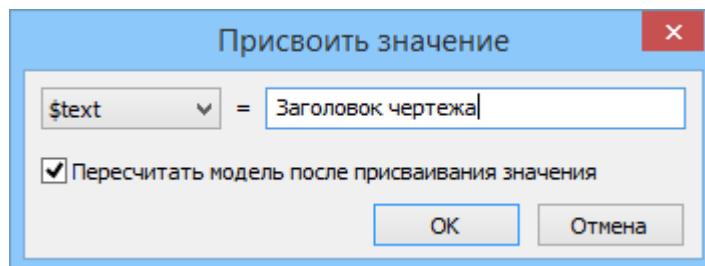 Присвоить значение
$text = Заголовок чертежа
Пересчитать модель после присваивания значения
OK Отмена